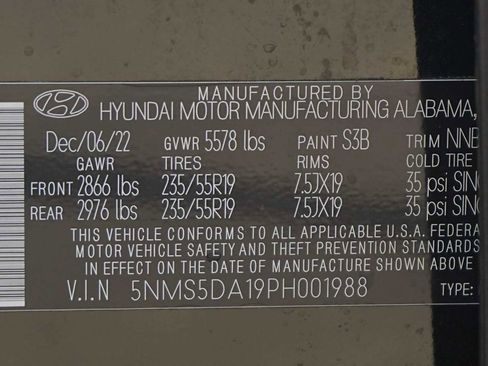 MANUFACTURED BY
HYUNDAI MOTOR MANUFACTURING ALABAMA,
Dec/06/22 GVWR 5578 lbs PAINT S3B TRIM NNB
GAWR TIRES RIMS COLD TIRE
FRONT 2866 lbs 235/55R19 7.5JX19 35 psi SIN
REAR 2976 lbs 235/55R19 7.5JX19 35 psi SIN
THIS VEHICLE CONFORMS TO ALL APPLICABLE U.S.A. FEDERA
MOTOR VEHICLE SAFETY AND THEFT PREVENTION STANDARDS
IN EFFECT ON THE DATE OF MANUFACTURE SHOWN ABOVE
V.I.N 5NMS5DA19PH001988 TYPE: